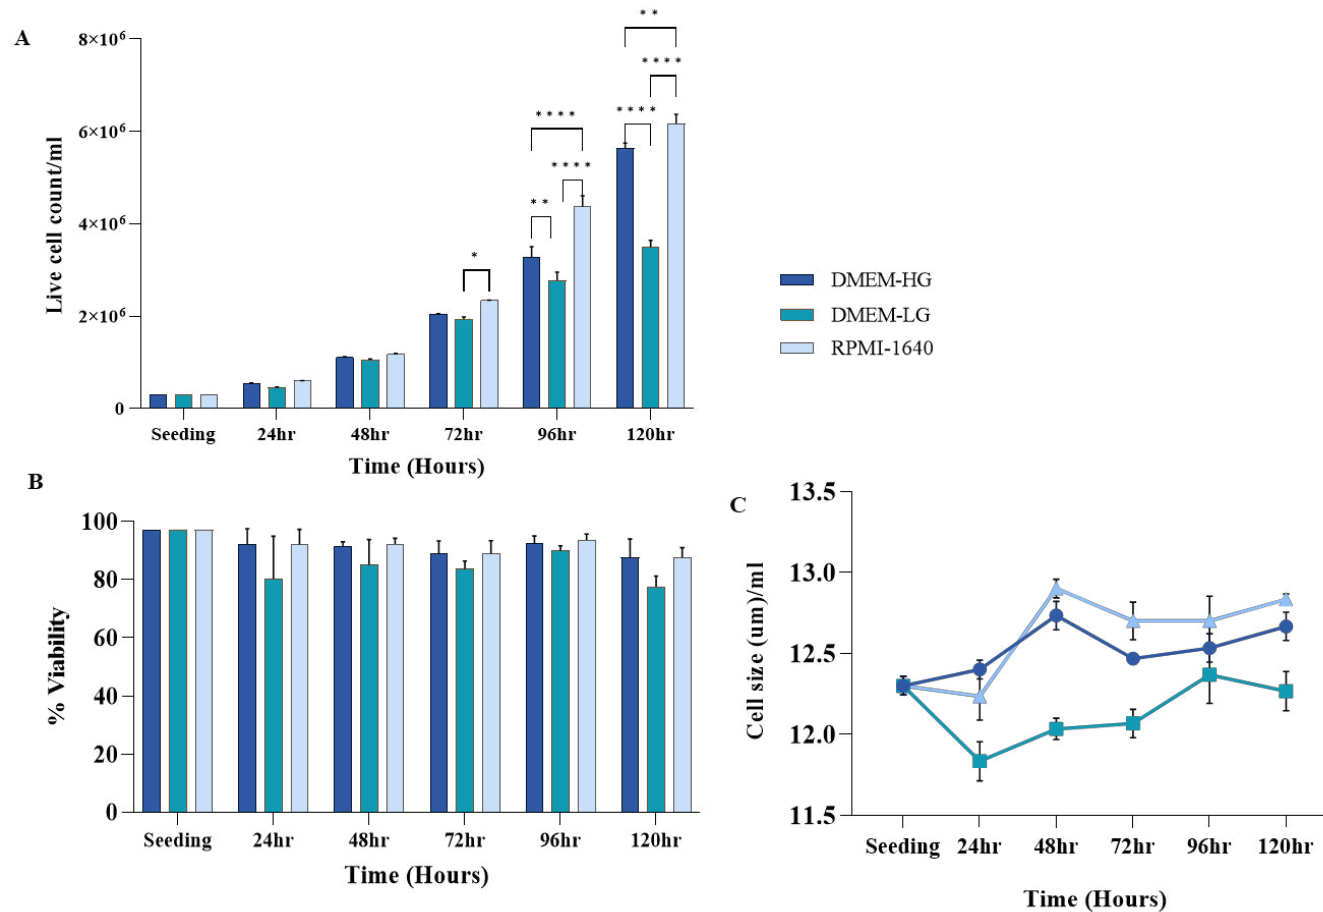 A
8×10⁶
6×10⁶
4×10⁶
2×10⁶
0
Live cell count/ml
* *
* * * *
* * * *
* * * *
* * * *
* *
*
Seeding 24hr 48hr 72hr 96hr 120hr
Time (Hours)
DMEM-HG
DMEM-LG
RPMI-1640
B
100
80
60
40
20
0
% Viability
Seeding 24hr 48hr 72hr 96hr 120hr
Time (Hours)
C
13.5
13.0
12.5
12.0
11.5
Cell size (um)/ml
Seeding 24hr 48hr 72hr 96hr 120hr
Time (Hours)